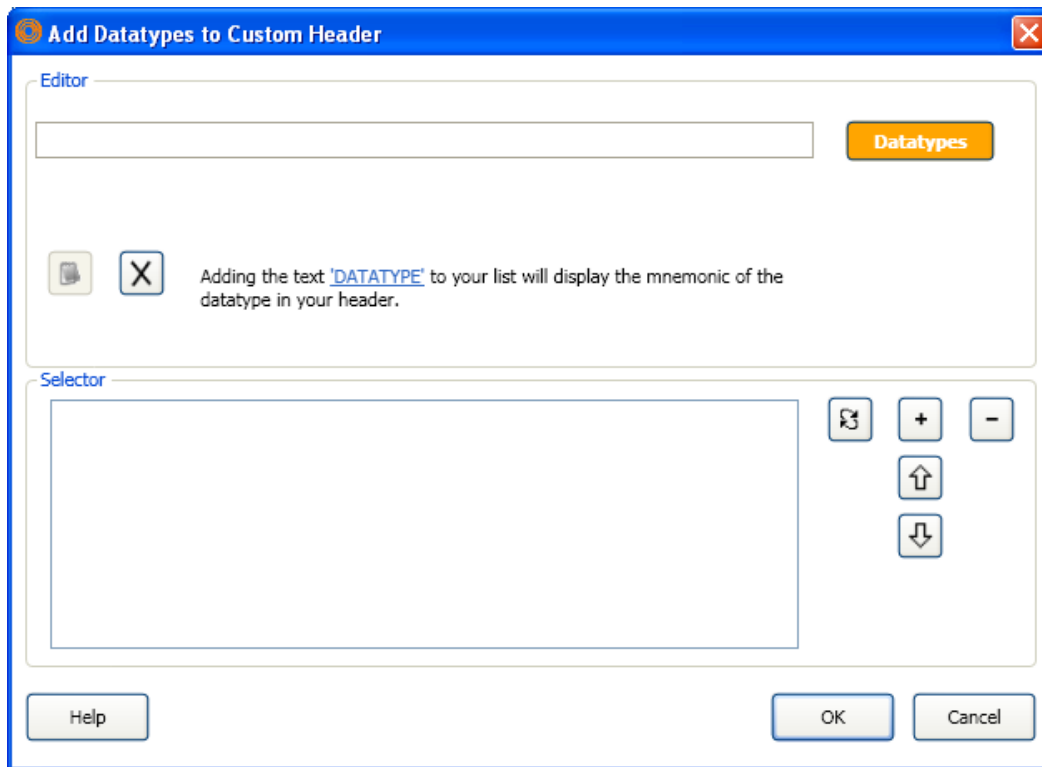 Add Datatypes to Custom Header
Editor
Datatypes
X
Adding the text 'DATATYPE' to your list will display the mnemonic of the
datatype in your header.
Selector
+ -
Help
OK
Cancel